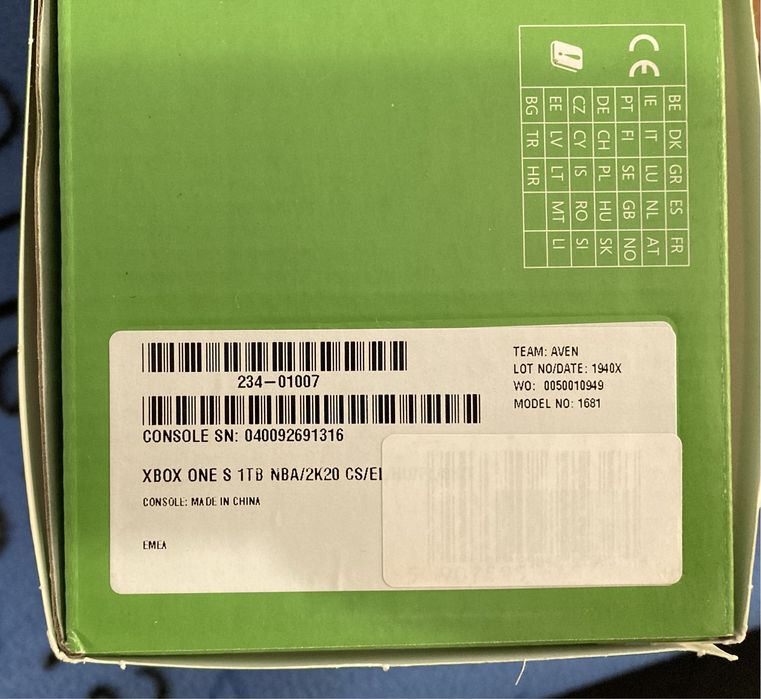 CE
BE DK GR ES FR
IE IT LU NL AT
PT FI SE GB NO
DE CH PL HU SK
CZ CY IS RO SI
EE LV LT MT LI
BG TR HR
234-01007
CONSOLE SN: 040092691316
XBOX ONE S 1TB NBA/2K20
CONSOLE: MADE IN CHINA
EMEA
TEAM: AVEN
LOT NO/DATE: 1940X
WO: 0050010949
MODEL NO: 1681